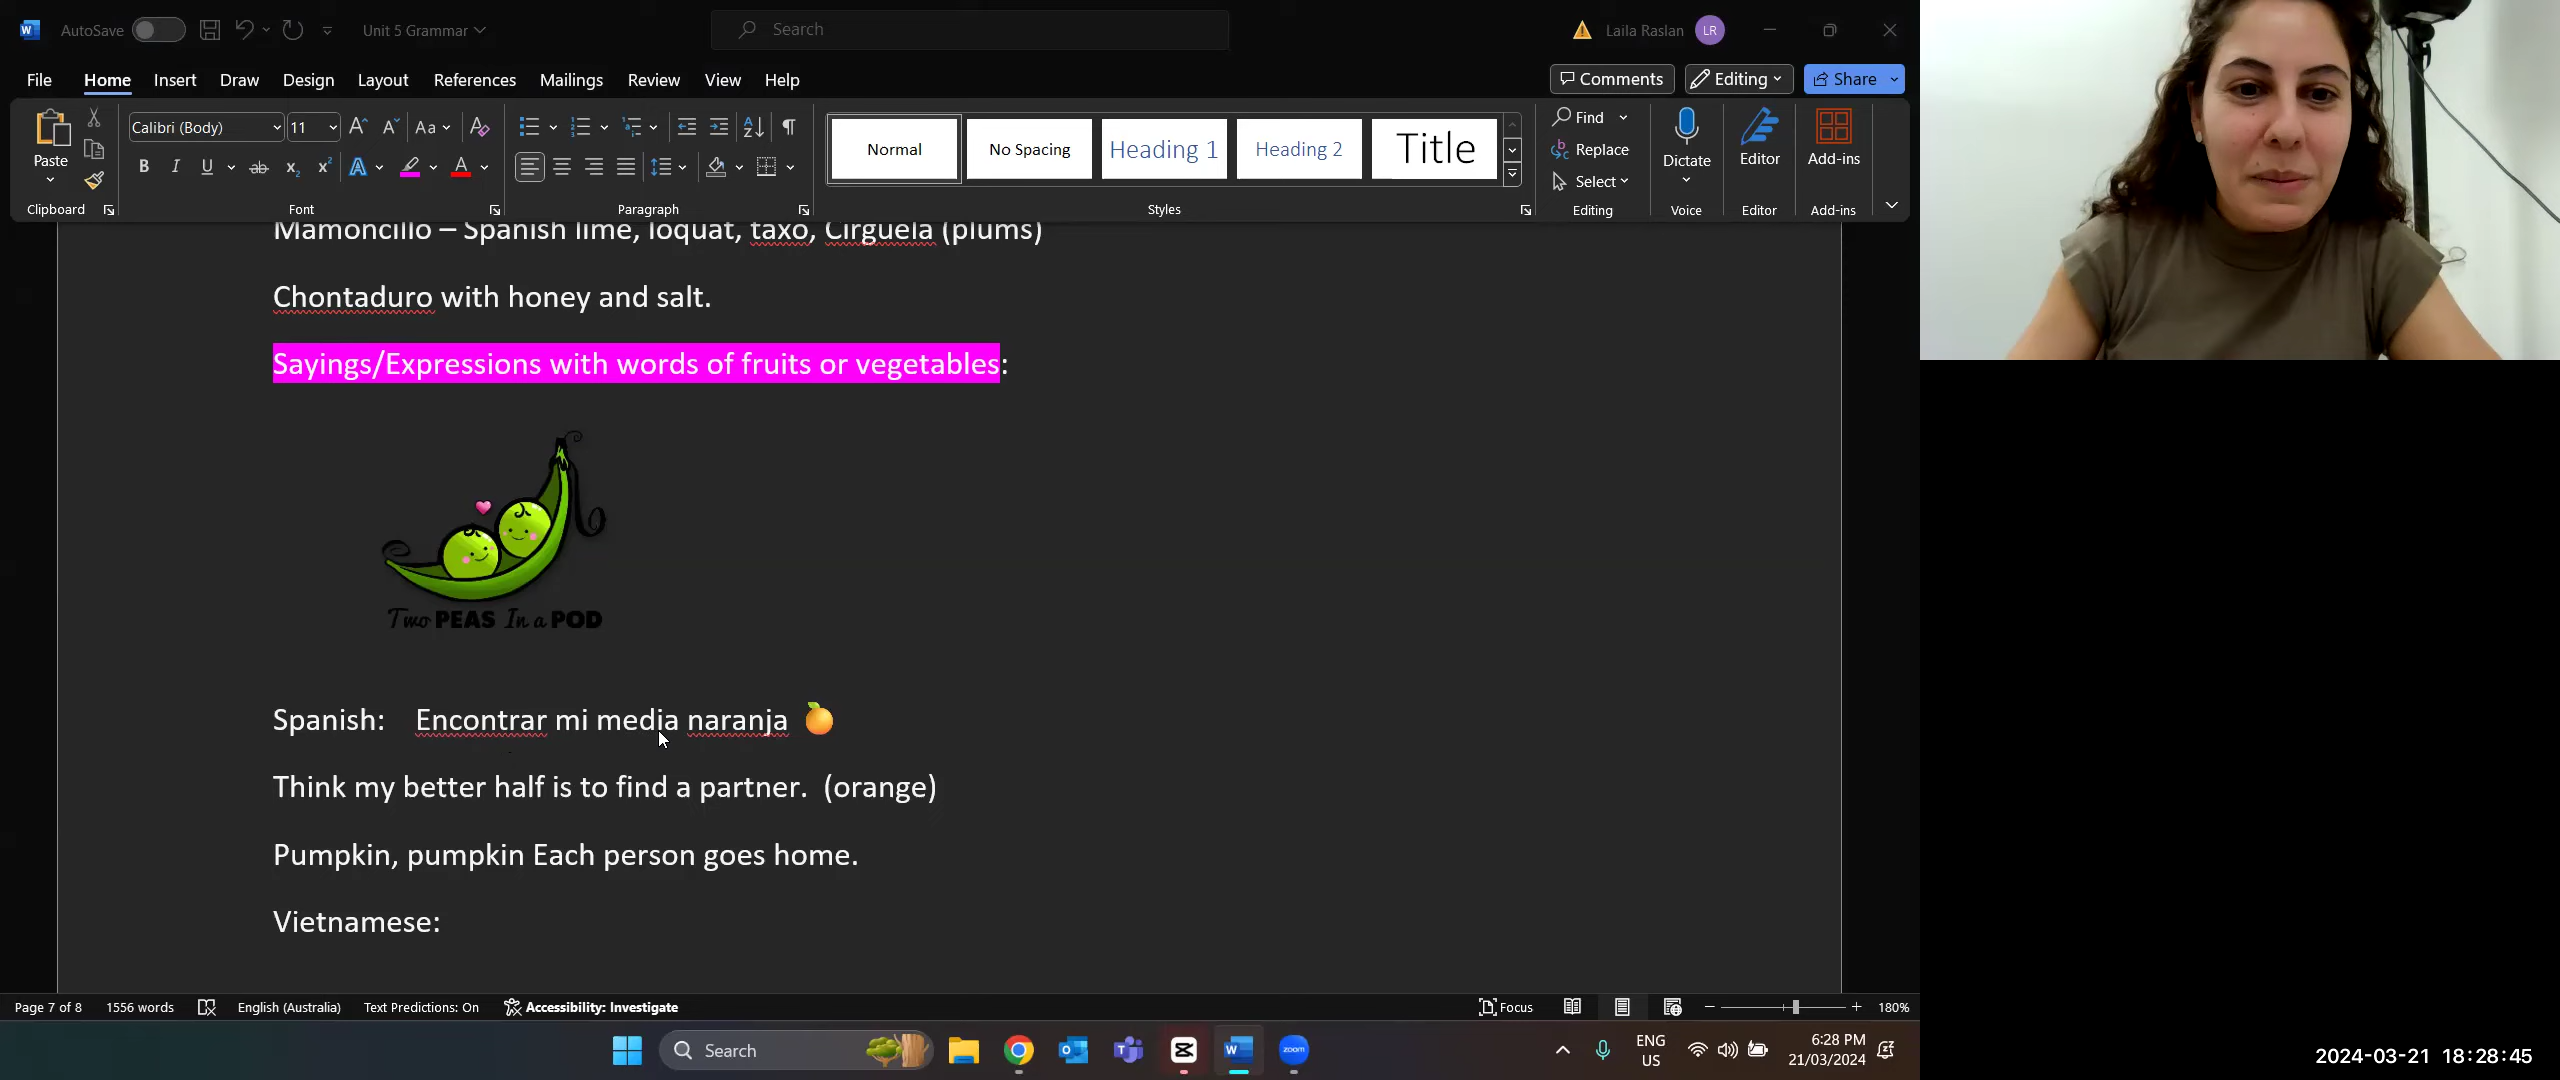 AutoSave
Unit 5 Grammar
Search
Laila Raslan
LR
File Home Insert Draw Design Layout References Mailings Review View Help
Comments
Editing
Share
Paste
Clipboard
Calibri (Body)
11
Font
Paragraph
Normal
No Spacing
Heading 1
Heading 2
Title
Styles
Find
Replace
Select
Editing
Dictate
Voice
Editor
Editor
Add-ins
Add-ins
Mamoncillo – Spanish lime, loquat, taxo, Cirguela (plums)
Chontaduro with honey and salt.
Sayings/Expressions with words of fruits or vegetables:
Two PEAS In a POD
Spanish: Encontrar mi media naranja 🍊
Think my better half is to find a partner. (orange)
Pumpkin, pumpkin Each person goes home.
Vietnamese:
Page 7 of 8
1556 words
English (Australia)
Text Predictions: On
Accessibility: Investigate
Focus
180%
Search
zoom
ENG
US
6:28 PM
21/03/2024
2024-03-21 18:28:45